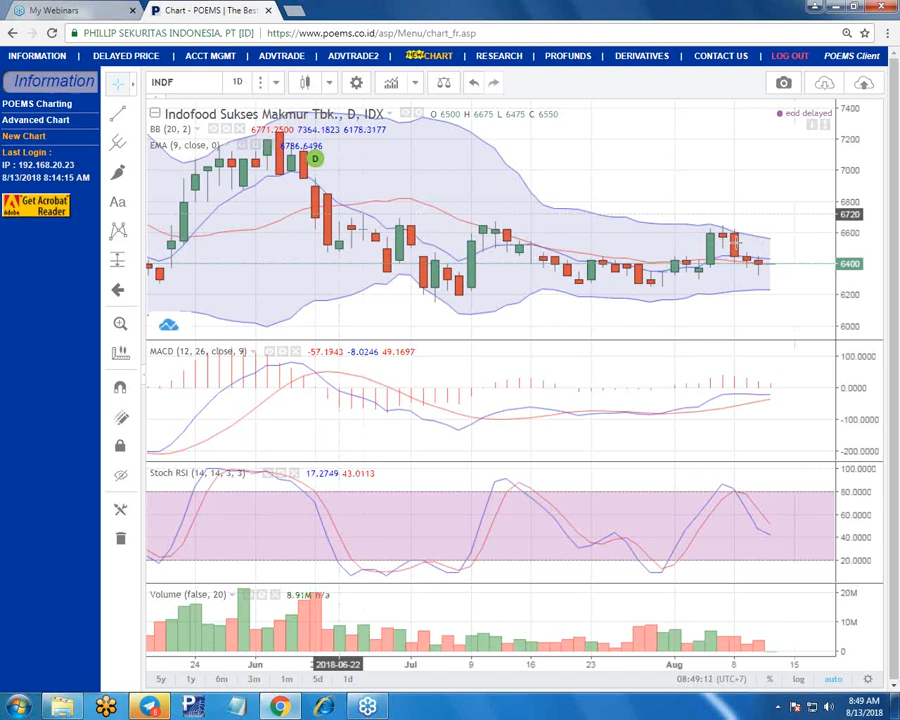 My Webinars
Chart - POEMS | The Bes
PHILLIP SEKURITAS INDONESIA, PT [ID]
https://www.poems.co.id/asp/Menu/chart_fr.asp
INFORMATION
DELAYED PRICE
ACCT MGMT
ADVTRADE
ADVTRADE2
NEW CHART
RESEARCH
PROFUNDS
DERIVATIVES
CONTACT US
LOG OUT
POEMS Client
Information
POEMS Charting
Advanced Chart
New Chart
Last Login :
IP : 192.168.20.23
8/13/2018 8:14:15 AM
Get Acrobat
Reader
Adobe
INDF
1D
Aa
Indofood Sukses Makmur Tbk., D, IDX
O 6500 H 6675 L 6475 C 6550
eod delayed
BB (20, 2)
6771.2500 7364.1823 6178.3177
EMA (9, close, 0)
6786.6496
D
7400
7200
7000
6800
6720
6600
6400
6200
6000
MACD (12, 26, close, 9)
-57.1943 -8.0246 49.1697
100.0000
0.0000
-100.0000
-200.0000
Stoch RSI (14, 14, 3, 3)
17.2749 43.0113
100.0000
80.0000
60.0000
40.0000
20.0000
Volume (false, 20)
8.91M n/a
20M
10M
0
24
Jun
2018-06-22
Jul
9
16
23
Aug
8
15
5y
1y
6m
3m
1m
5d
1d
08:49:12 (UTC+7)
%
log
auto
8:49 AM
8/13/2018